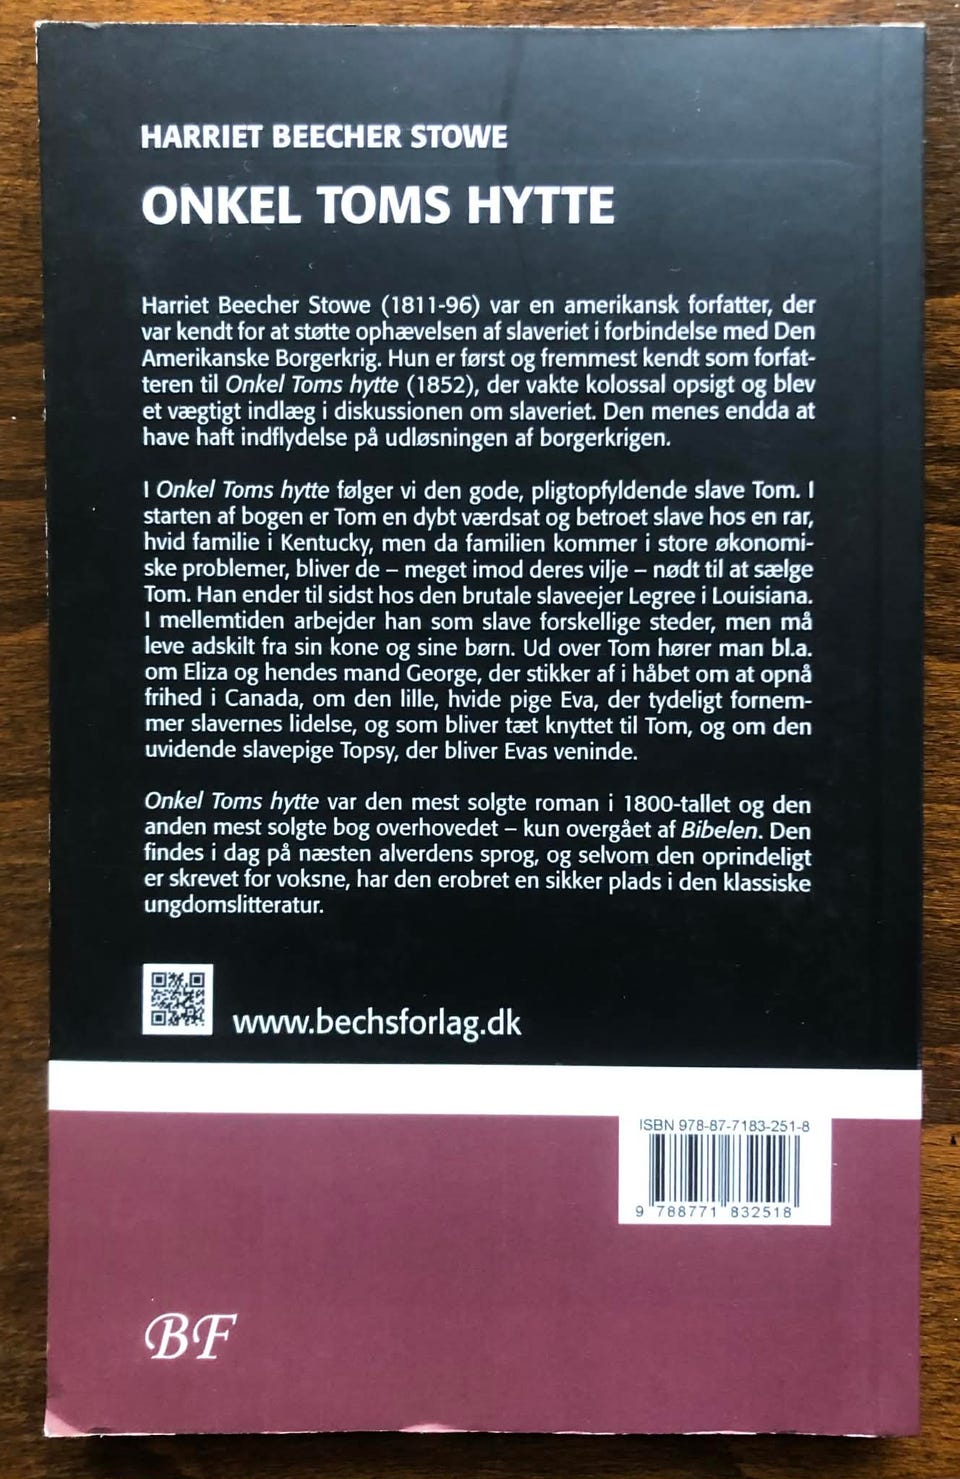 HARRIET BEECHER STOWE
ONKEL TOMS HYTTE
Harriet Beecher Stowe (1811-96) var en amerikansk forfatter, der
var kendt for at støtte ophævelsen af slaveriet i forbindelse med Den
Amerikanske Borgerkrig. Hun er først og fremmest kendt som forfat-
teren til Onkel Toms hytte (1852), der vakte kolossal opsigt og blev
et vægtigt indlæg i diskussionen om slaveriet. Den menes endda at
have haft indflydelse på udløsningen af borgerkrigen.
I Onkel Toms hytte følger vi den gode, pligtopfyldende slave Tom. I
starten af bogen er Tom en dybt værdsat og betroet slave hos en rar,
hvid familie i Kentucky, men da familien kommer i store økonomi-
ske problemer, bliver de – meget imod deres vilje – nødt til at sælge
Tom. Han ender til sidst hos den brutale slaveejer Legree i Louisiana.
I mellemtiden arbejder han som slave forskellige steder, men må
leve adskilt fra sin kone og sine børn. Ud over Tom hører man bl.a.
om Eliza og hendes mand George, der stikker af i håbet om at opnå
frihed i Canada, om den lille, hvide pige Eva, der tydeligt fornem-
mer slavernes lidelse, og som bliver tæt knyttet til Tom, og om den
uvidende slavepige Topsy, der bliver Evas veninde.
Onkel Toms hytte var den mest solgte roman i 1800-tallet og den
anden mest solgte bog overhovedet – kun overgået af Bibelen. Den
findes i dag på næsten alverdens sprog, og selvom den oprindeligt
er skrevet for voksne, har den erobret en sikker plads i den klassiske
ungdomslitteratur.
www.bechsforlag.dk
ISBN 978-87-7183-251-8
9 788771 832518
BF